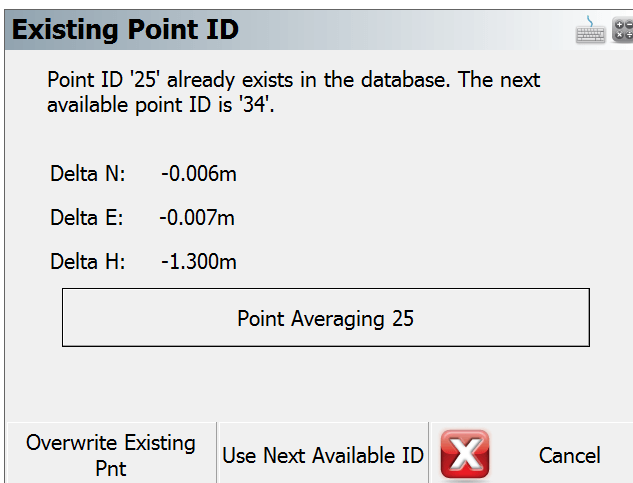 Existing Point ID
Point ID '25' already exists in the database. The next
available point ID is '34'.
Delta N: -0.006m
Delta E: -0.007m
Delta H: -1.300m
Point Averaging 25
Overwrite Existing
Pnt
Use Next Available ID
Cancel